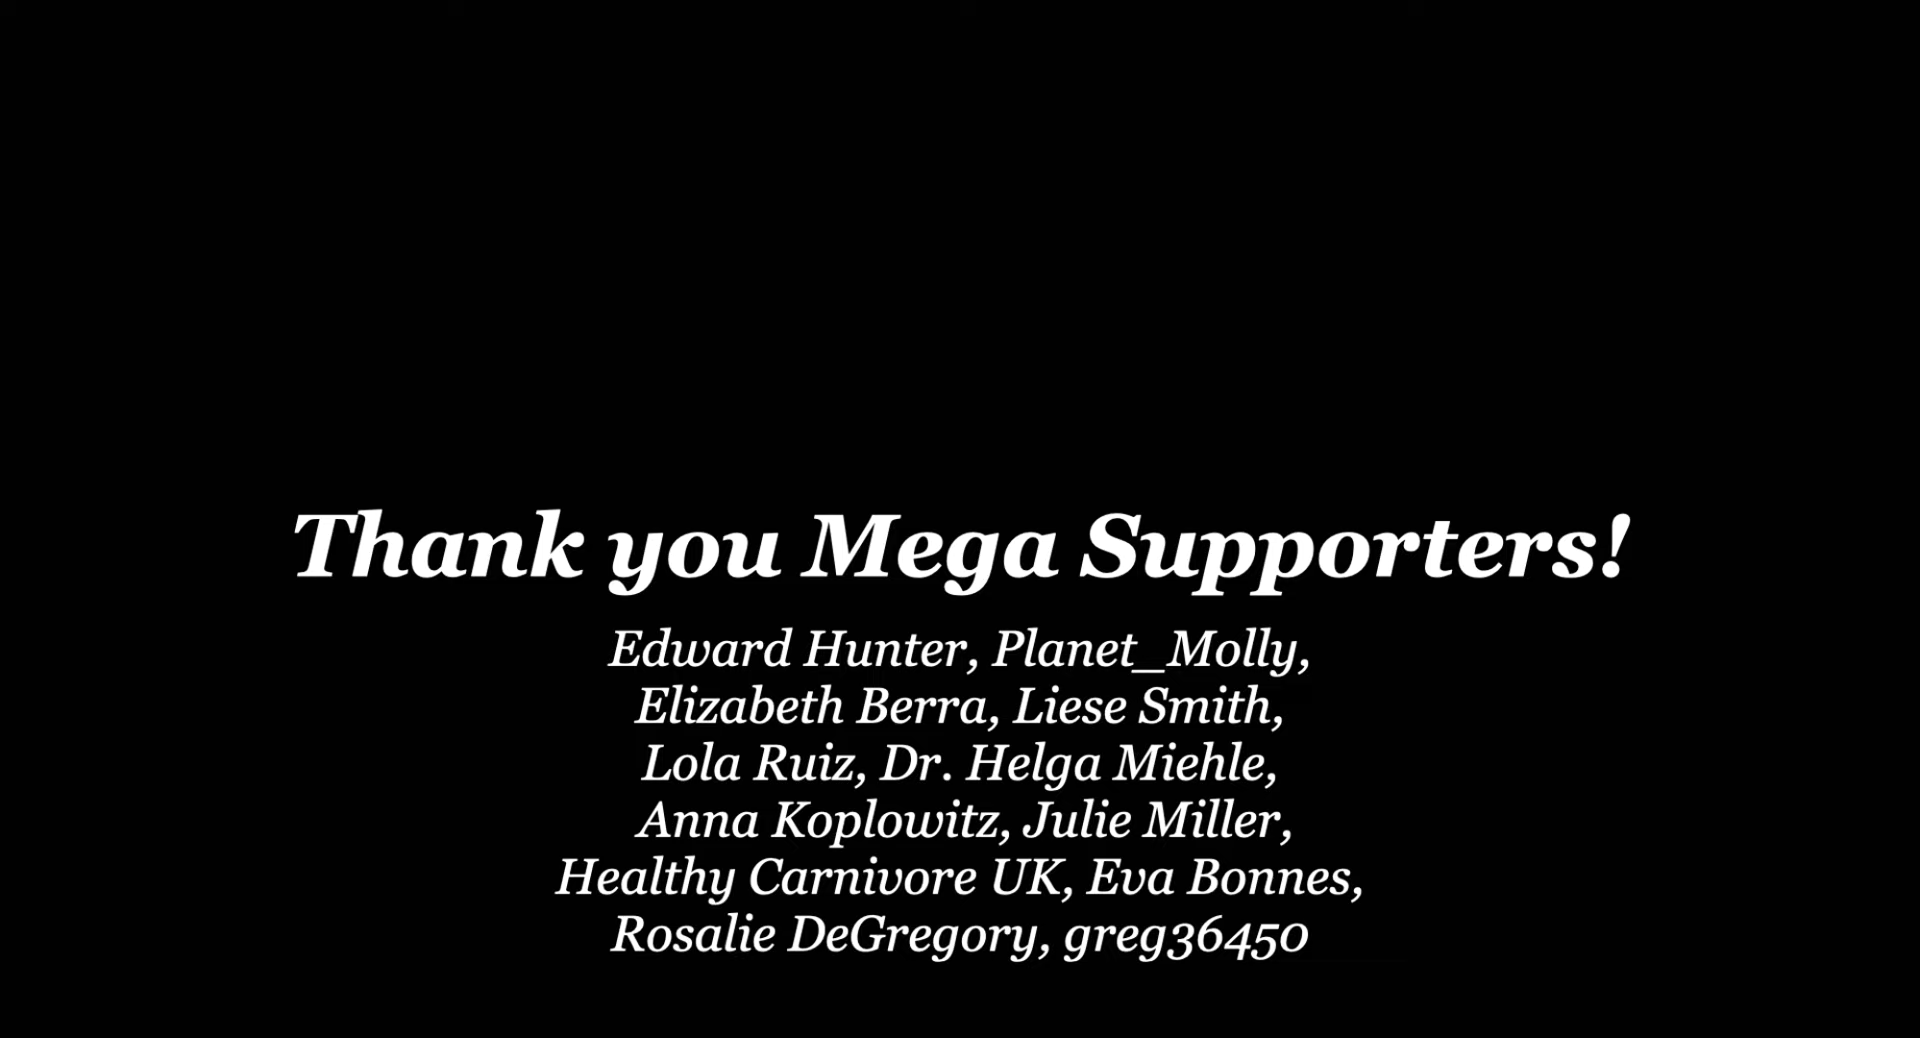 Thank you Mega Supporters!
Edward Hunter, Planet_Molly,
Elizabeth Berra, Liese Smith,
Lola Ruiz, Dr. Helga Miehle,
Anna Koplowitz, Julie Miller,
Healthy Carnivore UK, Eva Bonnes,
Rosalie DeGregory, greg36450